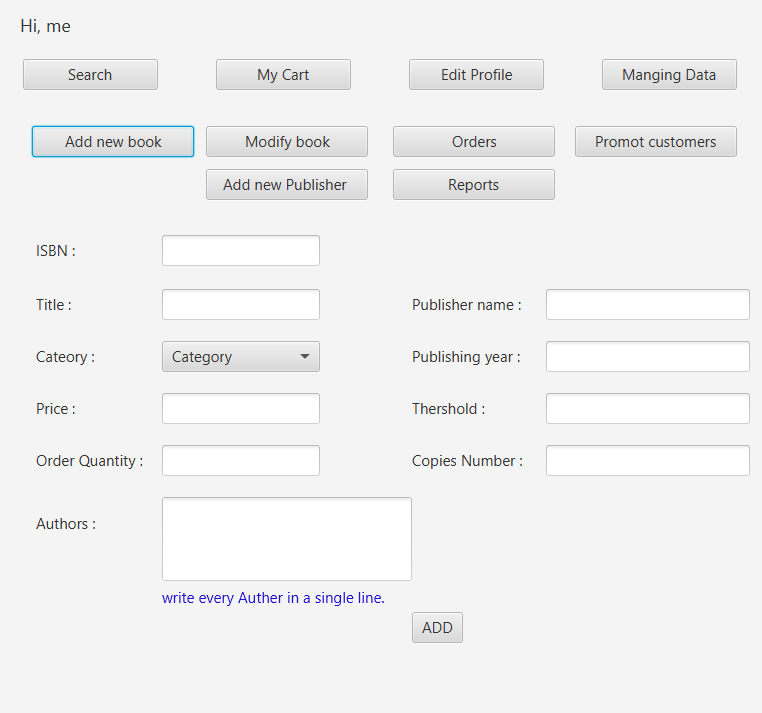 Hi, me
Search My Cart Edit Profile Manging Data
Add new book Modify book Orders Promot customers
Add new Publisher Reports
ISBN :
Title : Publisher name :
Cateory : Category Publishing year :
Price : Thershold :
Order Quantity : Copies Number :
Authors :
write every Auther in a single line.
ADD